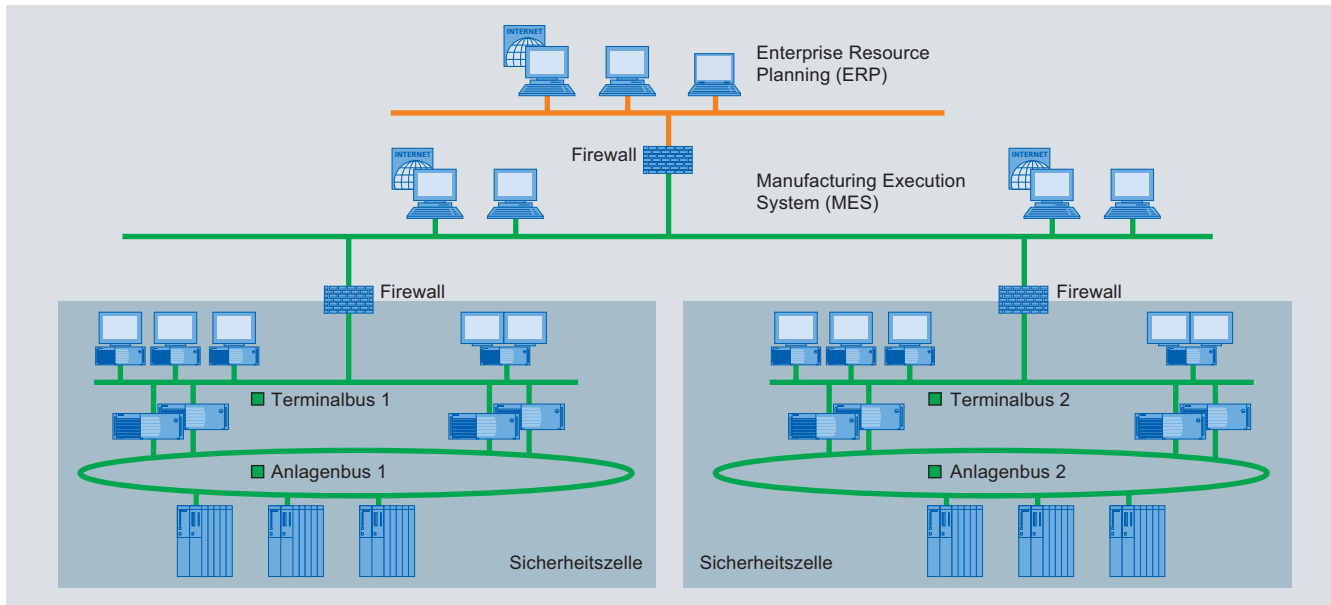 INTERNET
Enterprise Resource
Planning (ERP)
Firewall
INTERNET
Manufacturing Execution
System (MES)
INTERNET
Firewall
Firewall
Terminalbus 1
Terminalbus 2
Anlagenbus 1
Anlagenbus 2
Sicherheitszelle
Sicherheitszelle